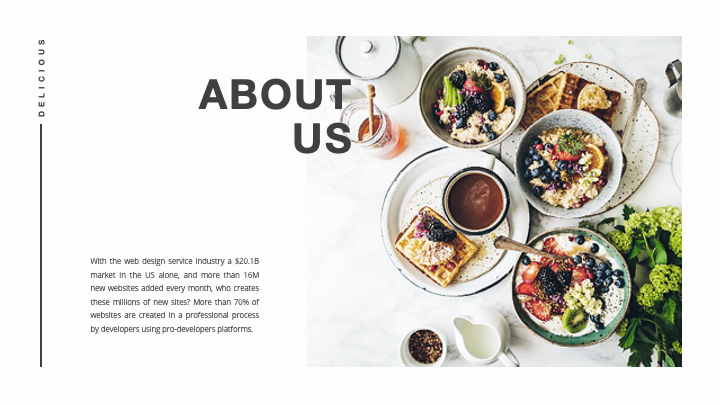 DELICIOUS
ABOUT
US
With the web design service industry a $20.1B
market in the US alone, and more than 16M
new websites added every month, who creates
these millions of new sites? More than 70% of
websites are created in a professional process
by developers using pro-developers platforms.